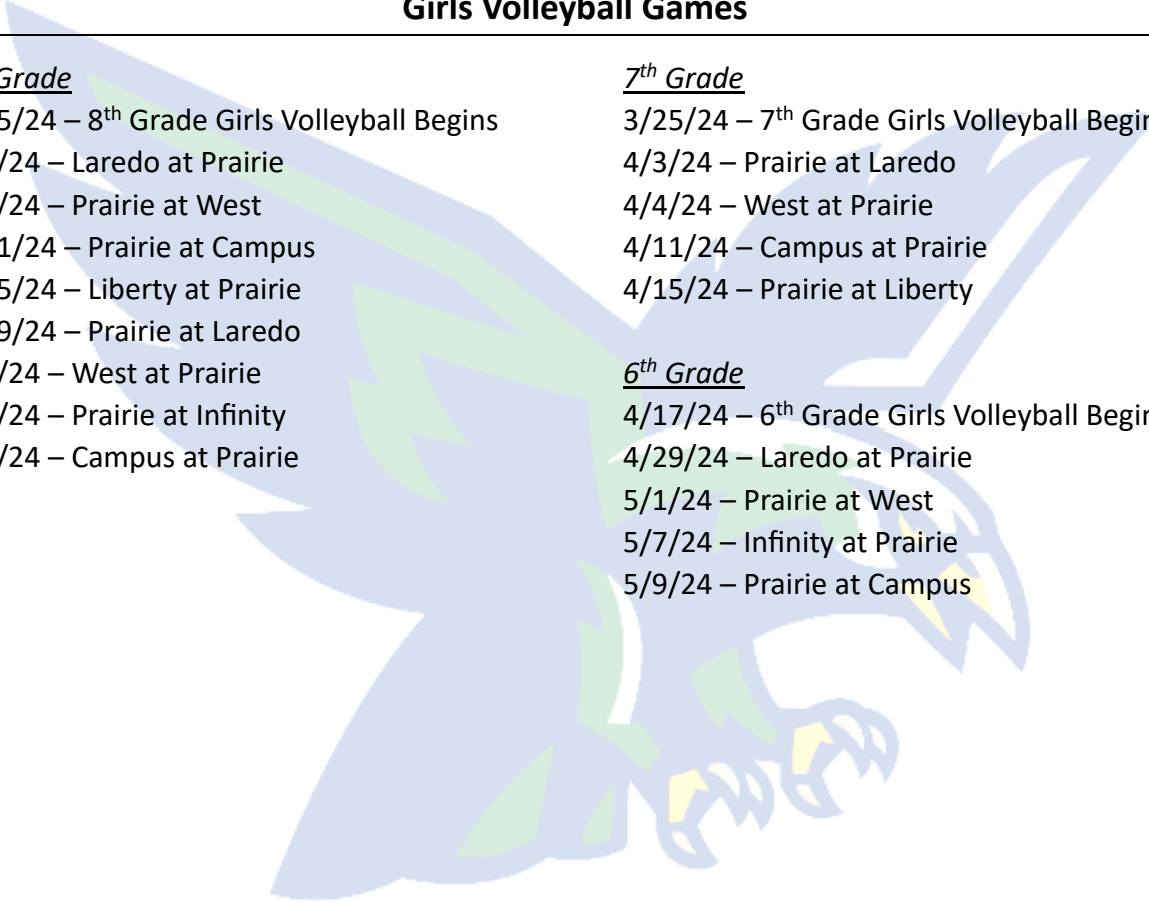 Girls Volleyball Games
Grade
5/24 – 8th Grade Girls Volleyball Begins
/24 – Laredo at Prairie
/24 – Prairie at West
1/24 – Prairie at Campus
5/24 – Liberty at Prairie
9/24 – Prairie at Laredo
/24 – West at Prairie
/24 – Prairie at Infinity
/24 – Campus at Prairie
7th Grade
3/25/24 – 7th Grade Girls Volleyball Begin
4/3/24 – Prairie at Laredo
4/4/24 – West at Prairie
4/11/24 – Campus at Prairie
4/15/24 – Prairie at Liberty
6th Grade
4/17/24 – 6th Grade Girls Volleyball Begin
4/29/24 – Laredo at Prairie
5/1/24 – Prairie at West
5/7/24 – Infinity at Prairie
5/9/24 – Prairie at Campus